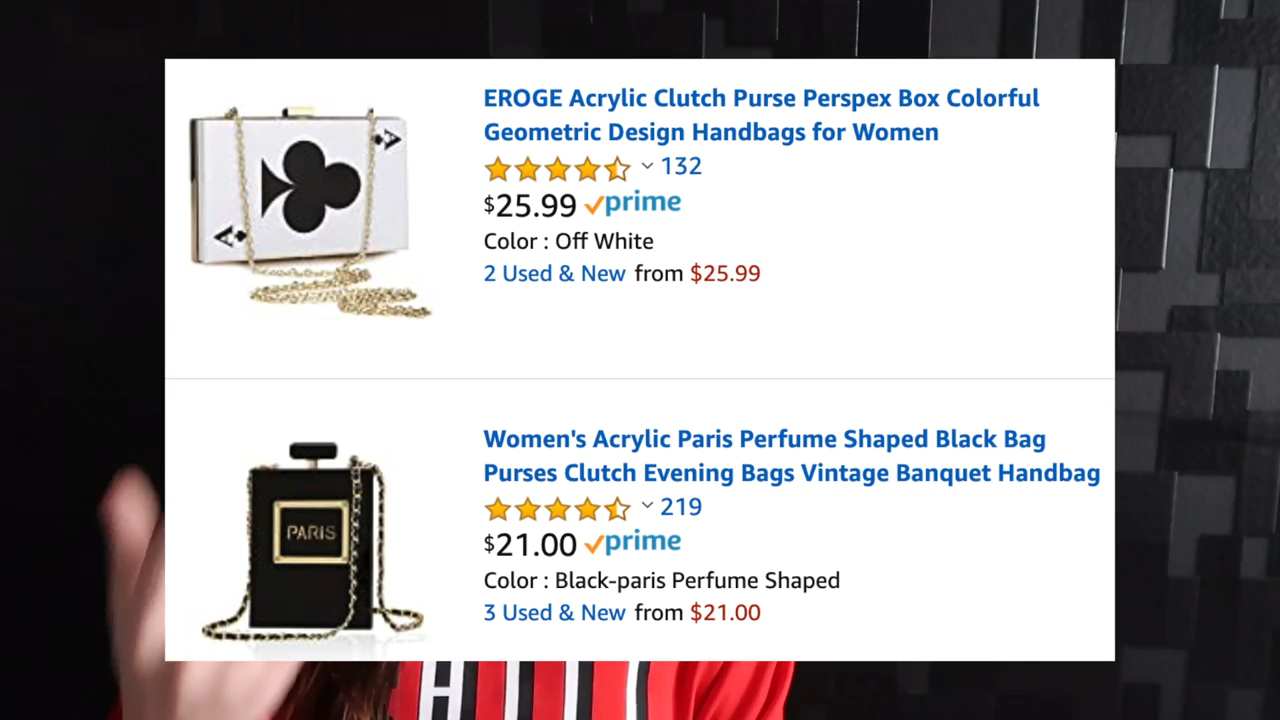 EROGE Acrylic Clutch Purse Perspex Box Colorful
Geometric Design Handbags for Women
132
$25.99 prime
Color : Off White
2 Used & New from $25.99
A
A
Women's Acrylic Paris Perfume Shaped Black Bag
Purses Clutch Evening Bags Vintage Banquet Handbag
219
$21.00 prime
Color : Black-paris Perfume Shaped
3 Used & New from $21.00
PARIS